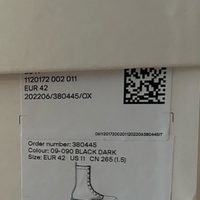 1120172 002 011
EUR 42
202206/380445/OX
Order number: 380445
Colour: 09-090 BLACK DARK
Size: EUR 42 US 11 CN 265 (1.5)